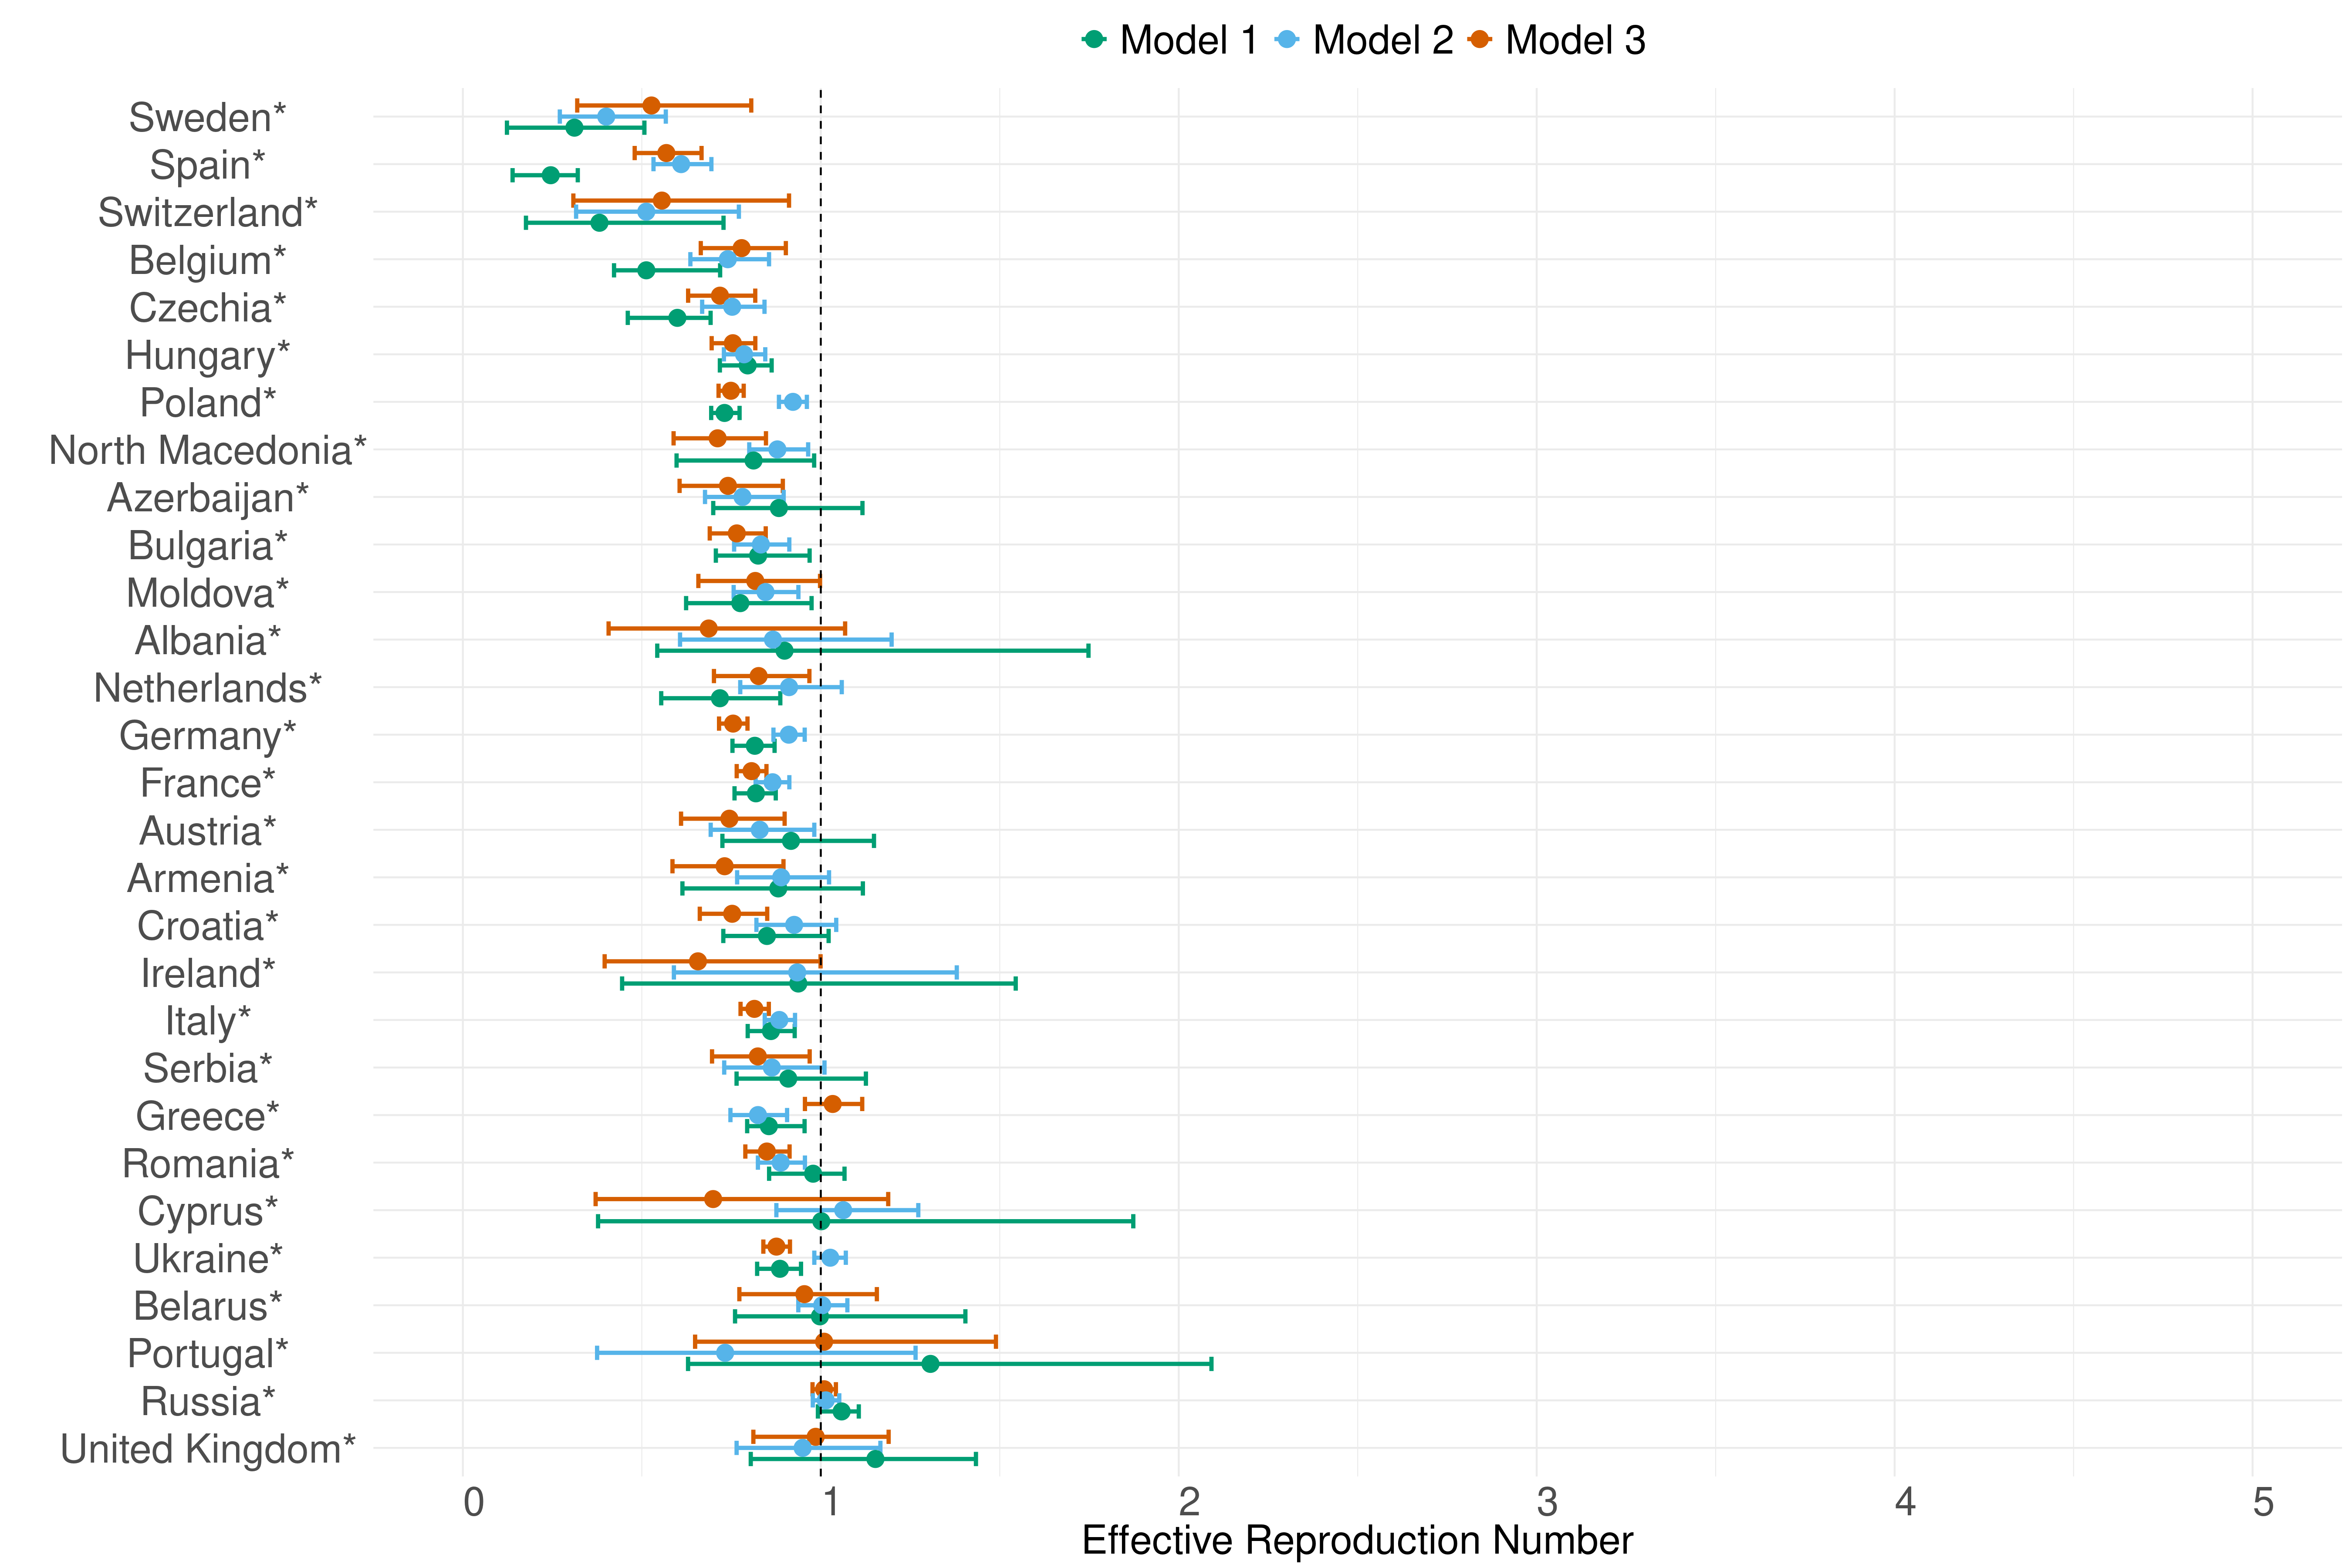 Model 1 Model 2 Model 3
Sweden*
Spain*
Switzerland*
Belgium*
Czechia*
Hungary*
Poland*
North Macedonia*
Azerbaijan*
Bulgaria*
Moldova*
Albania*
Netherlands*
Germany*
France*
Austria*
Armenia*
Croatia*
Ireland*
Italy*
Serbia*
Greece*
Romania*
Cyprus*
Ukraine*
Belarus*
Portugal*
Russia*
United Kingdom*
0 1 2 3 4 5
Effective Reproduction Number